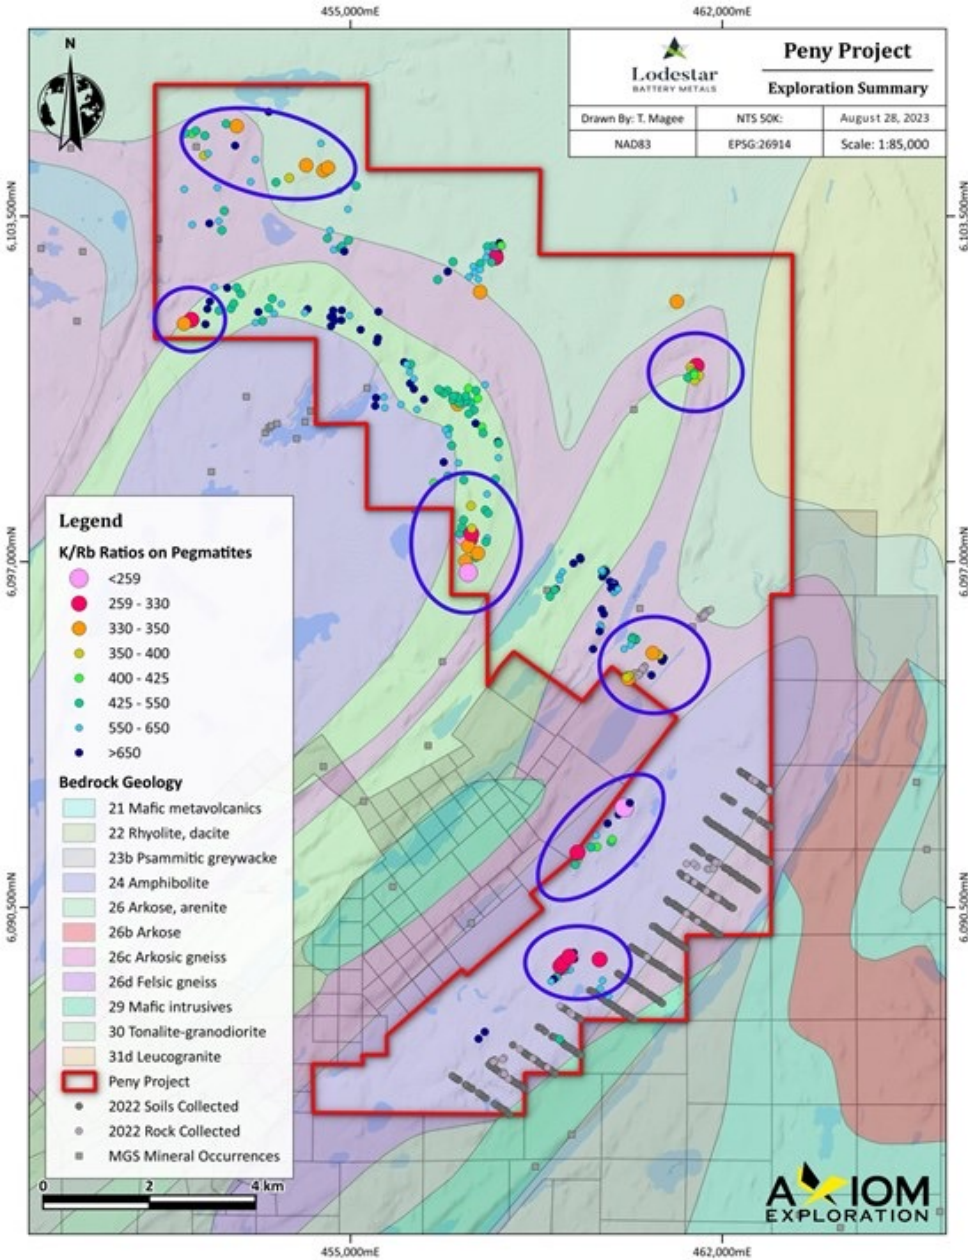 455,000mE
462,000mE
N
Lodestar
BATTERY METALS
Peny Project
Exploration Summary
Drawn By: T. Magee
NTS 50K:
August 28, 2023
NAD83
EPSG:26914
Scale: 1:85,000
6,103,500mN
6,103,500mN
6,097,000mN
6,097,000mN
6,090,500mN
6,090,500mN
Legend
K/Rb Ratios on Pegmatites
<259
259 - 330
330 - 350
350 - 400
400 - 425
425 - 550
550 - 650
>650
Bedrock Geology
21 Mafic metavolcanics
22 Rhyolite, dacite
23b Psammitic greywacke
24 Amphibolite
26 Arkose, arenite
26b Arkose
26c Arkosic gneiss
26d Felsic gneiss
29 Mafic intrusives
30 Tonalite-granodiorite
31d Leucogranite
Peny Project
2022 Soils Collected
2022 Rock Collected
MGS Mineral Occurrences
0 2 4 km
AXIOM
EXPLORATION
455,000mE
462,000mE